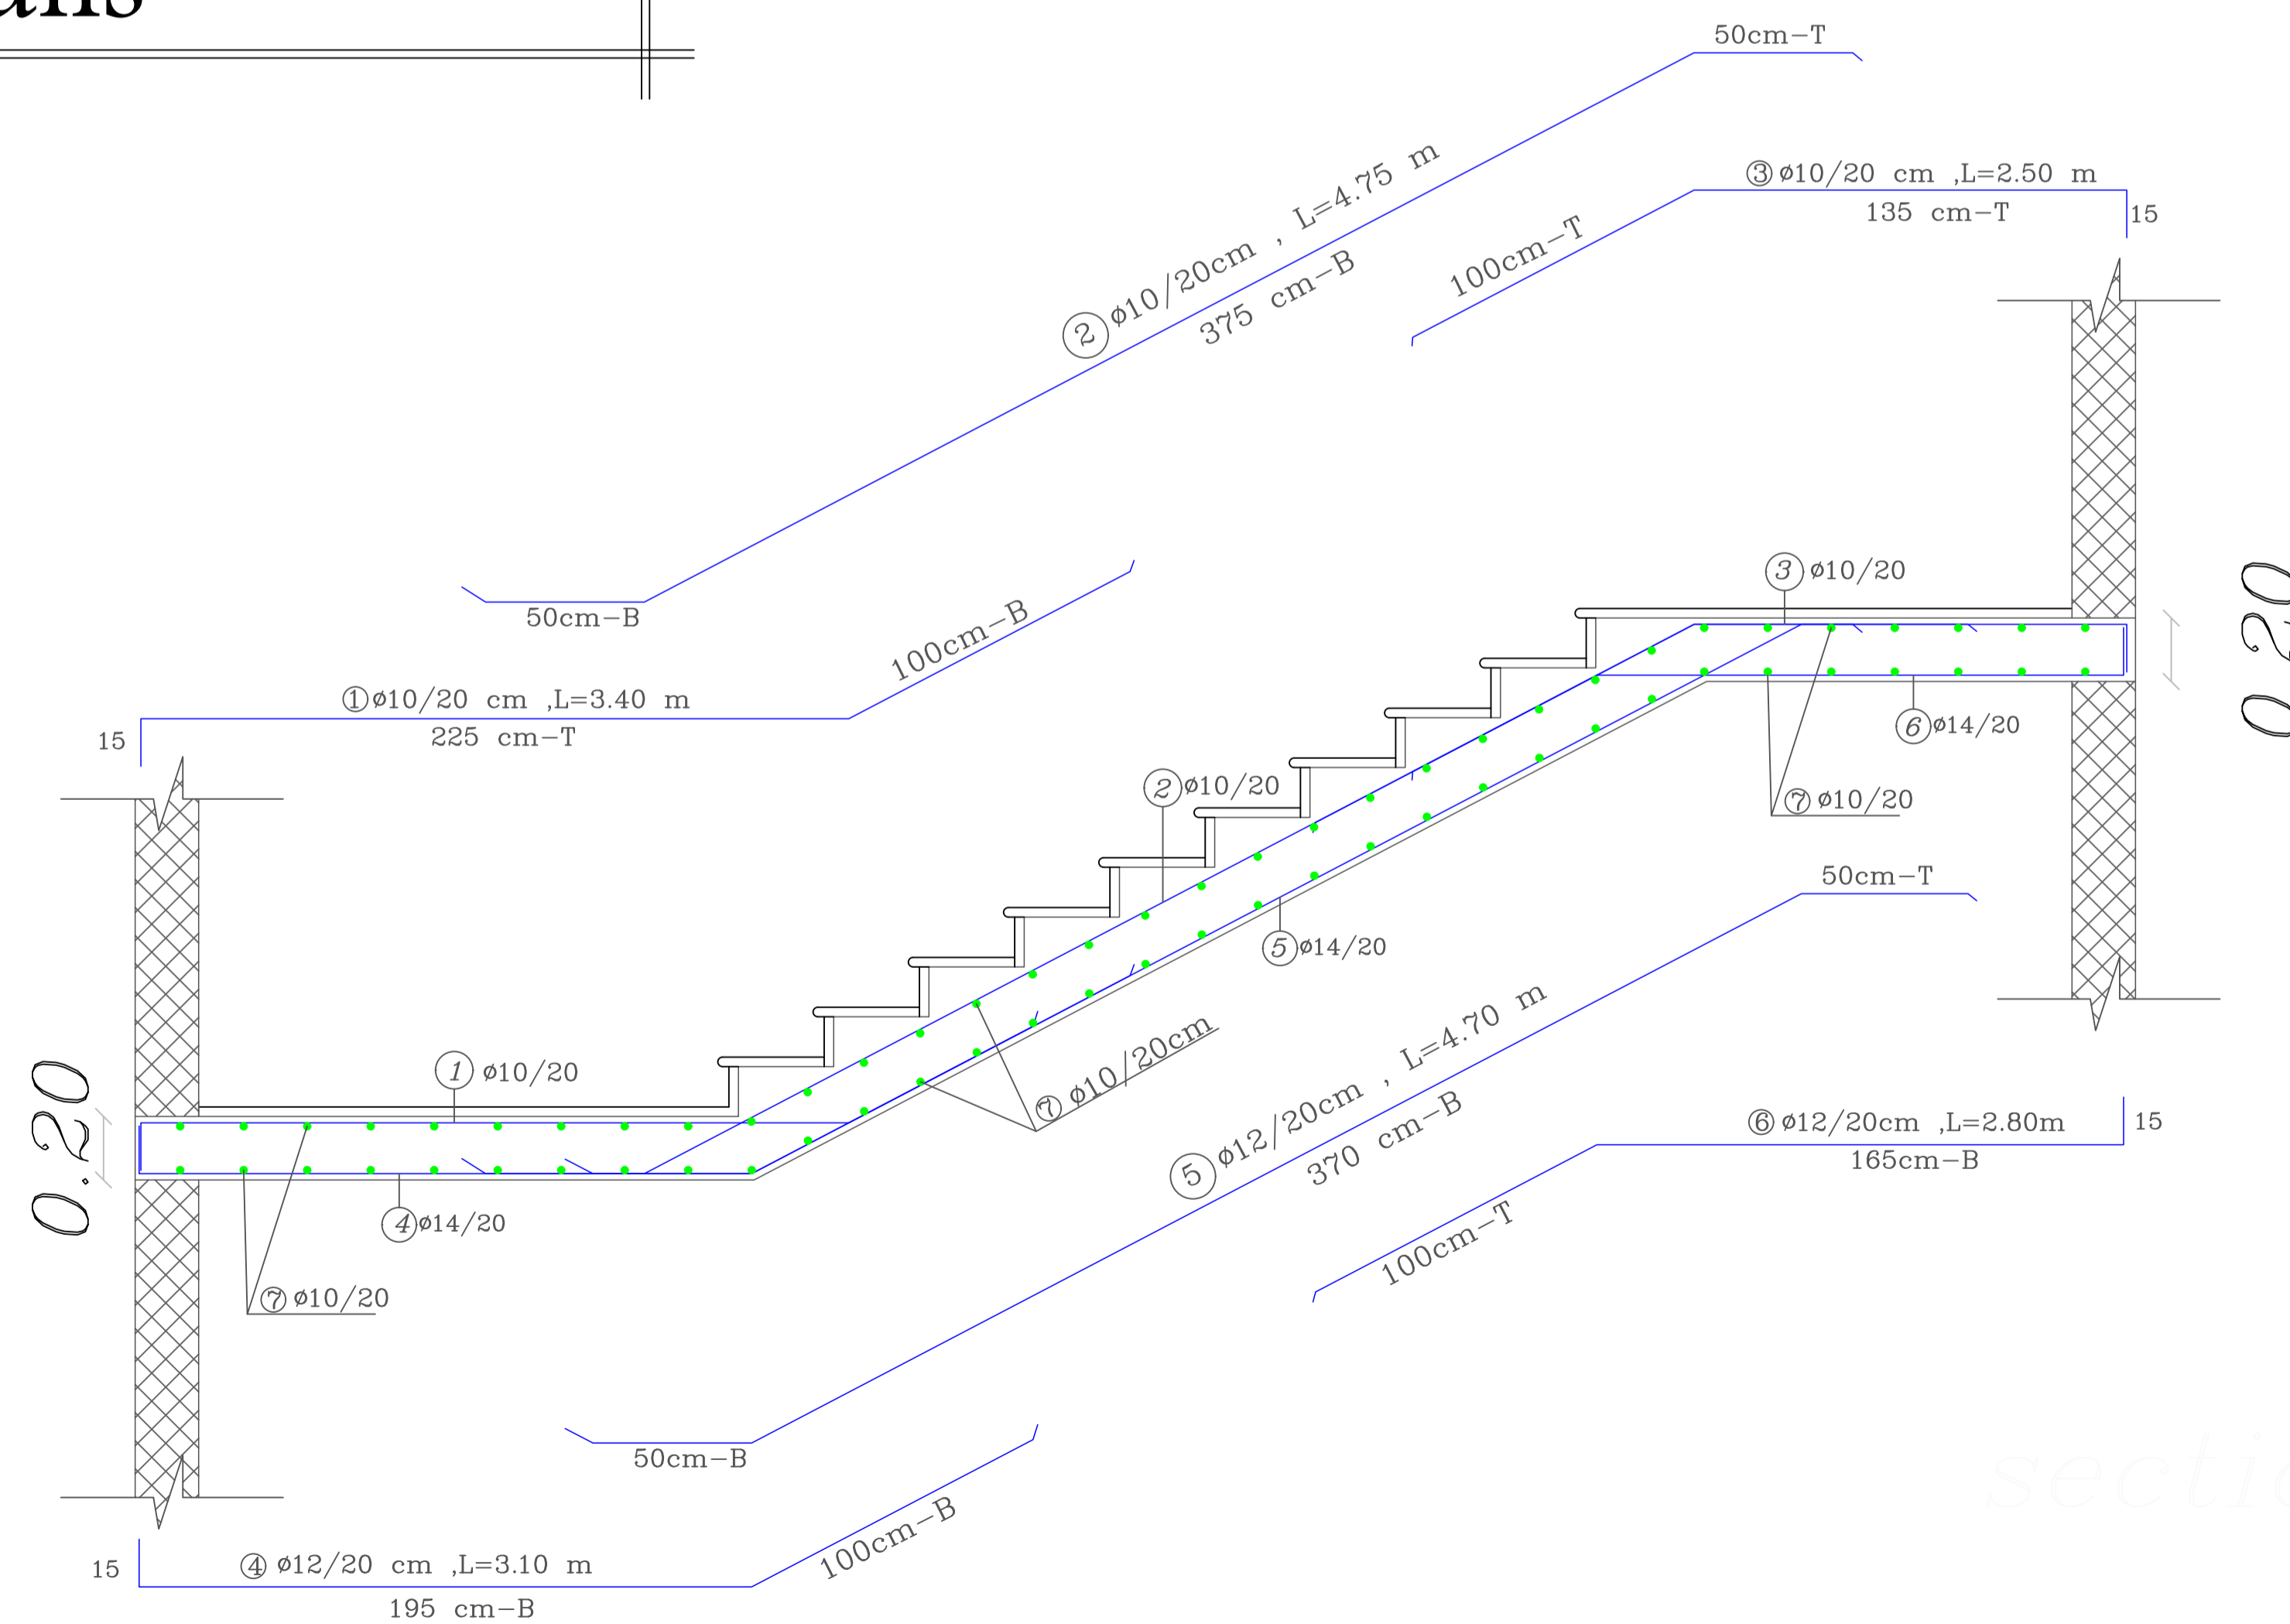 50cm-T
② ø10/20cm , L=4.75 m
375 cm-B
50cm-B
③ ø10/20 cm ,L=2.50 m
135 cm-T
15
100cm-T
① ø10/20 cm ,L=3.40 m
225 cm-T
15
100cm-B
③ ø10/20
0.20
② ø10/20
⑥ ø14/20
⑦ ø10/20
50cm-T
⑤ ø14/20
① ø10/20
⑦ ø10/20cm
0.20
④ ø14/20
⑦ ø10/20
⑤ ø12/20cm , L=4.70 m
370 cm-B
50cm-B
⑥ ø12/20cm ,L=2.80m
165cm-B
15
100cm-T
④ ø12/20 cm ,L=3.10 m
195 cm-B
15
100cm-B